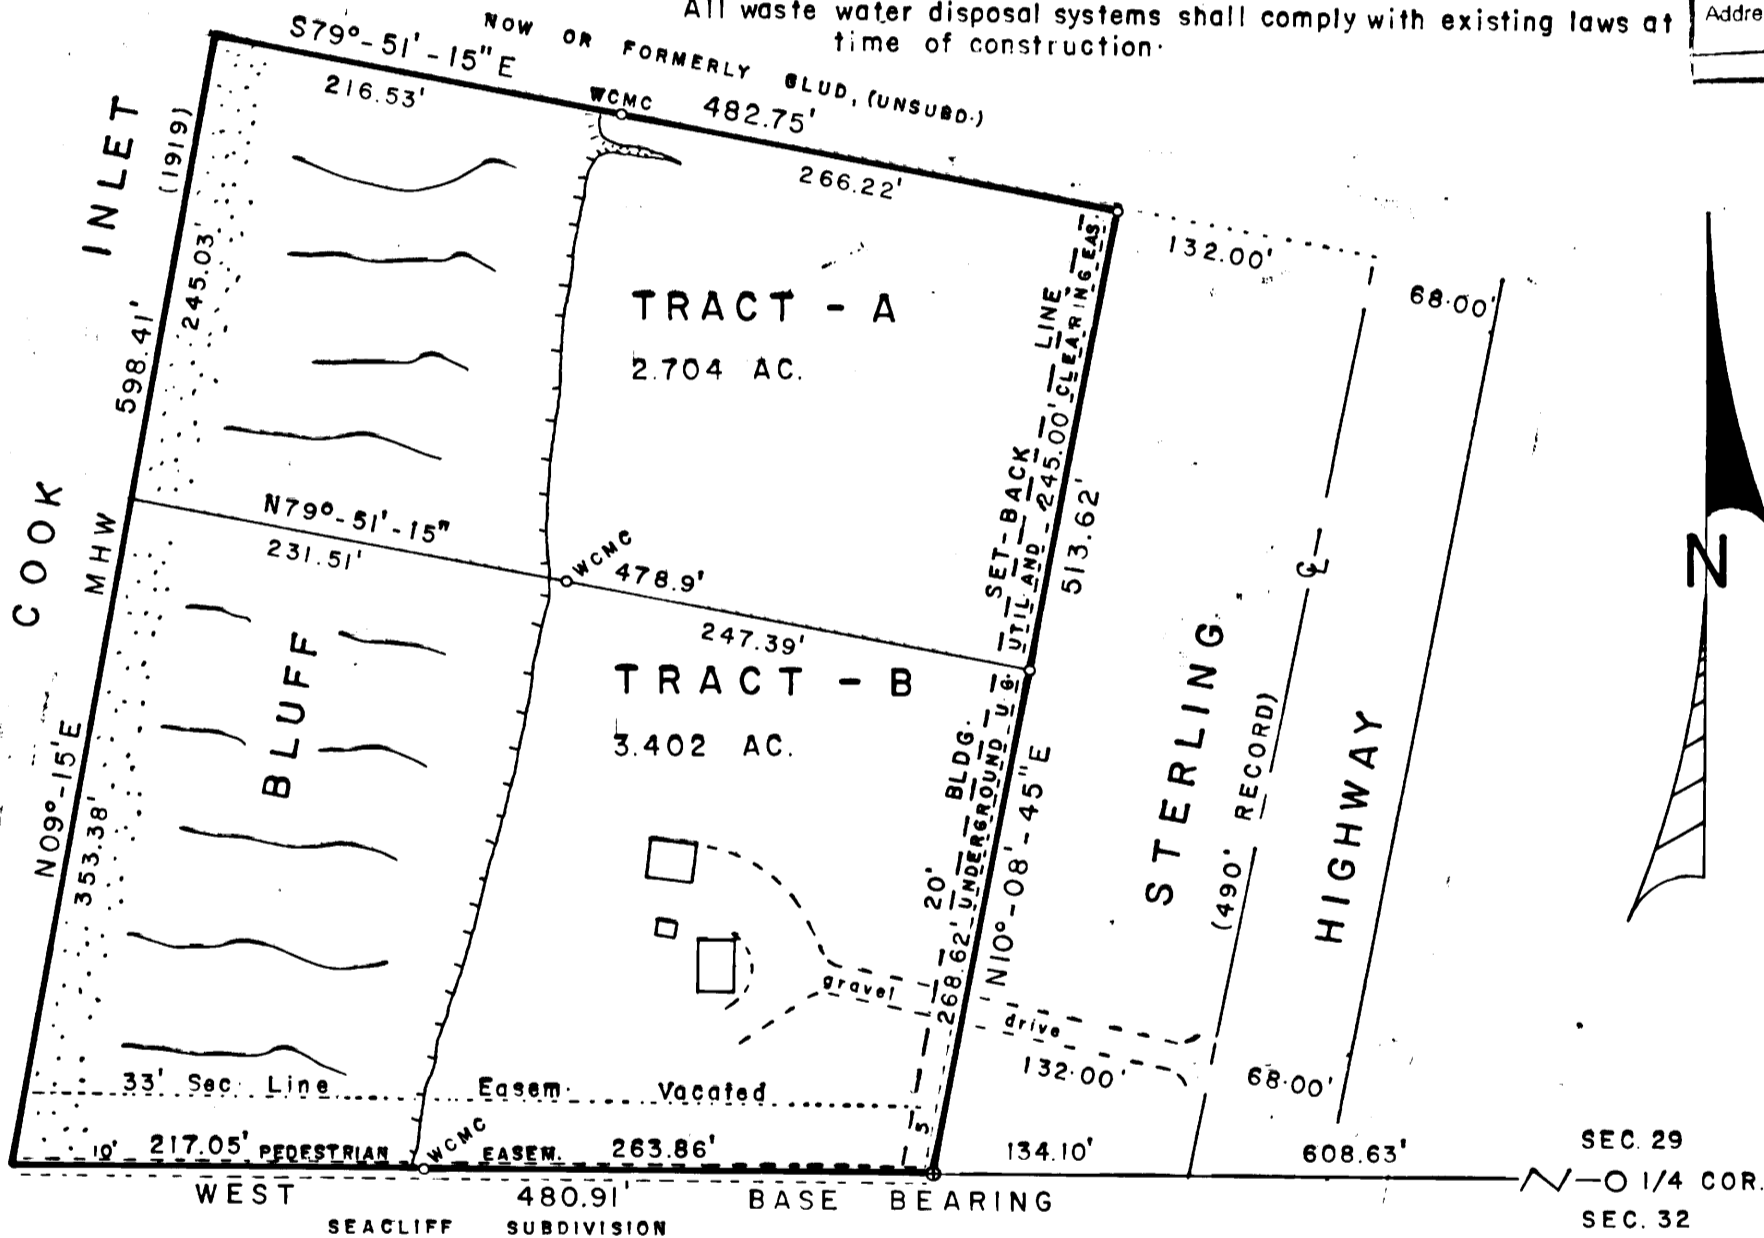 All waste water disposal systems shall comply with existing laws at
time of construction.
Addre
S79°-51'-15"E
NOW OR FORMERLY BLUD, (UNSUBD.)
216.53'
WCMC
482.75'
266.22'
132.00'
68.00'
COOK INLET
(1919)
245.03'
598.41'
MHW
N09°-15'E
353.38'
TRACT - A
2.704 AC.
N79°-51'-15"
231.51'
WCMC
478.9'
247.39'
BLUFF
TRACT - B
3.402 AC.
20' BLDG. SET-BACK LINE
268.62' UNDERGROUND U.G. UTIL. AND 245.00' CLEARING EAS.
513.62'
N10°-08'-45"E
STERLING HIGHWAY
(490' RECORD)
CL
N
gravel drive
132.00'
68.00'
33' Sec. Line Easem. Vacated
5'
10' 217.05' PEDESTRIAN
WCMC
EASEM. 263.86'
134.10'
608.63'
SEC. 29
1/4 COR.
SEC. 32
WEST 480.91' BASE BEARING
SEACLIFF SUBDIVISION